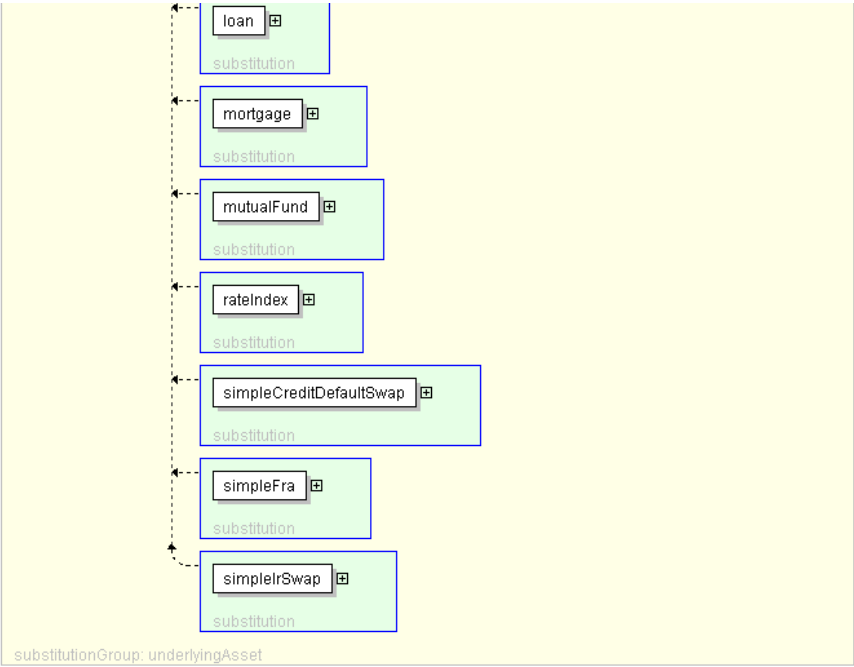 loan
substitution
mortgage
substitution
mutualFund
substitution
rateIndex
substitution
simpleCreditDefaultSwap
substitution
simpleFra
substitution
simpleIrSwap
substitution
substitutionGroup: underlyingAsset